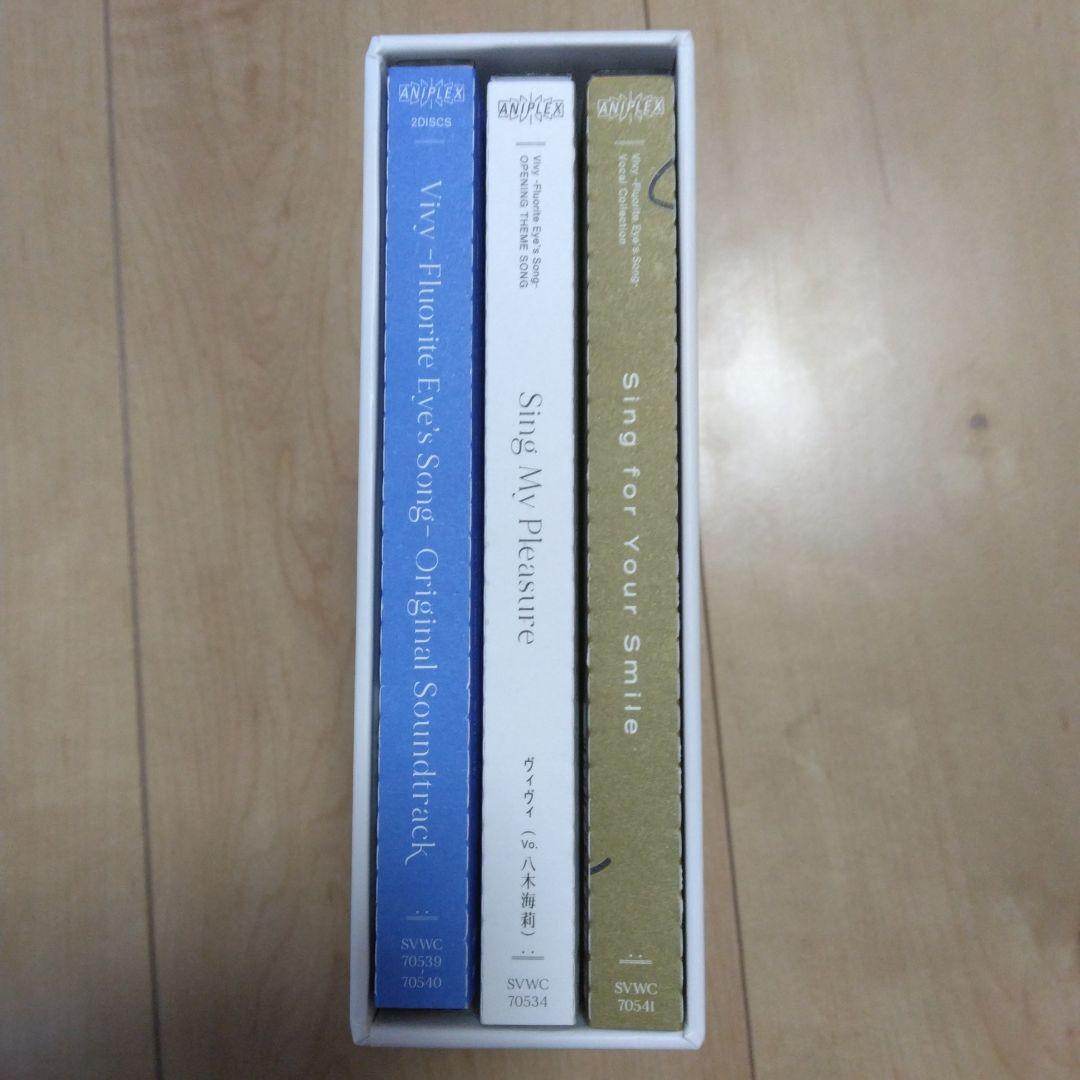 ANIPLEX
2DISCS
Vivy -Fluorite Eye's Song- Original Soundtrack
SVWC
70539
70540
ANIPLEX
Vivy -Fluorite Eye's Song-
OPENING THEME SONG
Sing My Pleasure
ヴィヴィ (Vo. 八木海莉)
SVWC
70534
ANIPLEX
Vivy -Fluorite Eye's Song-
Vocal Collection
Sing for Your Smile
SVWC
70541